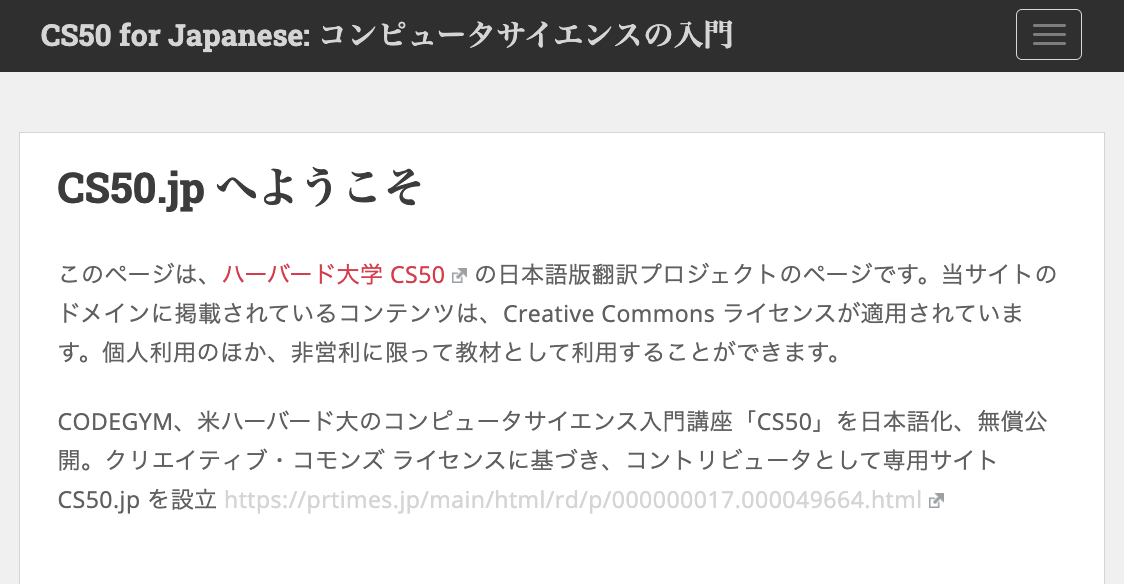 CS50 for Japanese: コンピュータサイエンスの入門
CS50.jp へようこそ
このページは、ハーバード大学 CS50 の日本語版翻訳プロジェクトのページです。当サイトの
ドメインに掲載されているコンテンツは、Creative Commons ライセンスが適用されていま
す。個人利用のほか、非営利に限って教材として利用することができます。
CODEGYM、米ハーバード大のコンピュータサイエンス入門講座「CS50」を日本語化、無償公
開。クリエイティブ・コモンズ ライセンスに基づき、コントリビュータとして専用サイト
CS50.jp を設立 https://prtimes.jp/main/html/rd/p/000000017.000049664.html